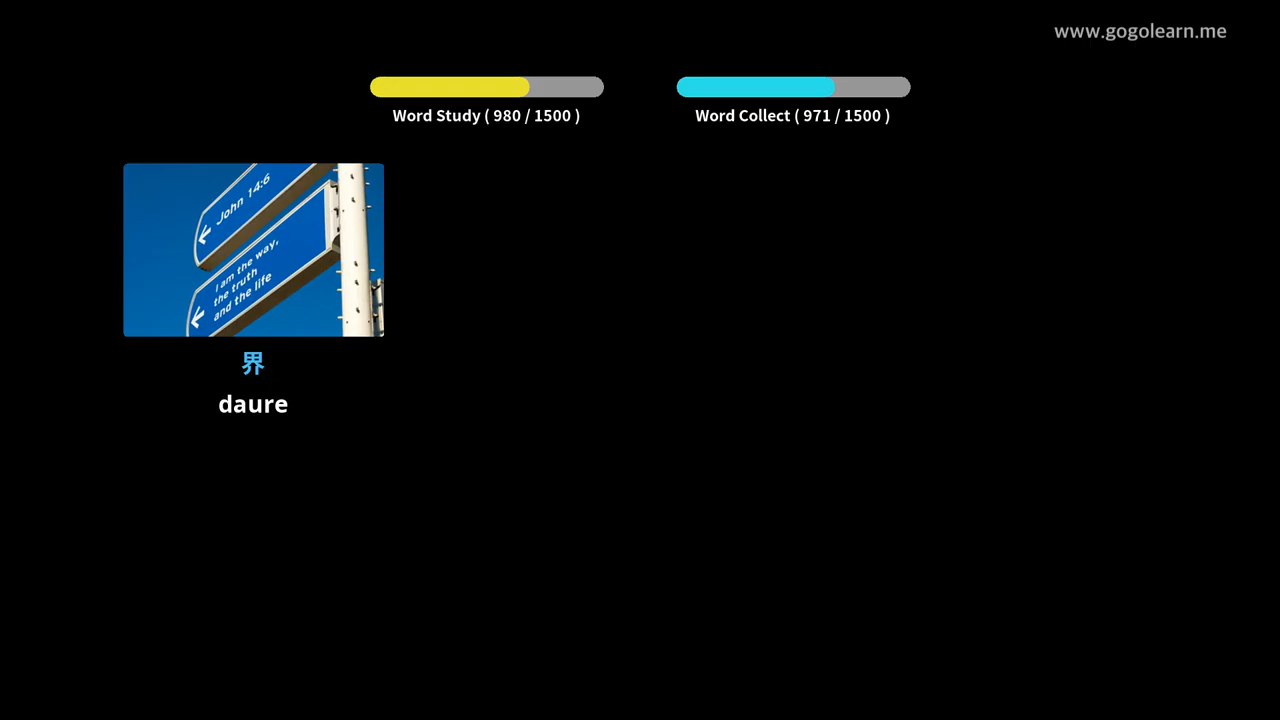 www.gogolearn.me
Word Study ( 980 / 1500 )
Word Collect ( 971 / 1500 )
John 14:6
I am the way,
the truth
and the life
界
daure